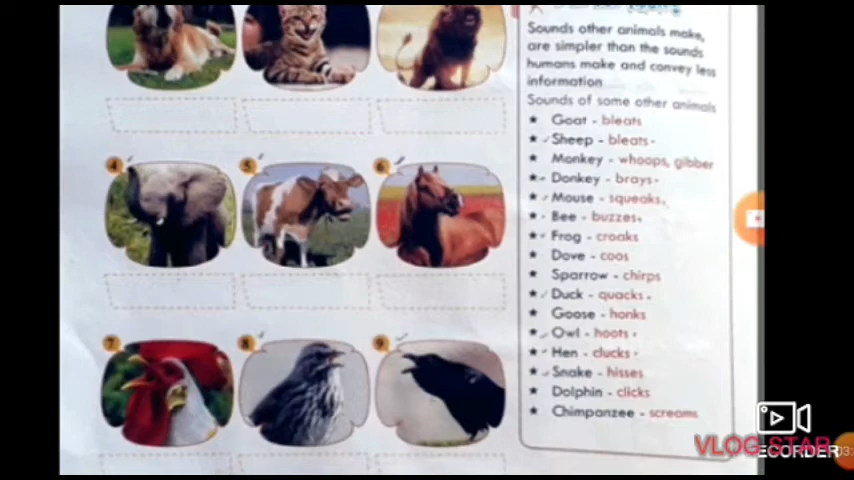 Sounds other animals make,
are simpler than the sounds
humans make and convey less
information
Sounds of some other animals
★ Goat - bleats
★ Sheep - bleats
★ Monkey - whoops, gibber
★ Donkey - brays
★ Mouse - squeaks
★ Bee - buzzes
★ Frog - croaks
★ Dove - coos
★ Sparrow - chirps
★ Duck - quacks
★ Goose - honks
★ Owl - hoots
★ Hen - clucks
★ Snake - hisses
★ Dolphin - clicks
★ Chimpanzee - screams
4
5
6
7
8
9
VLOG STAR
ECORDER